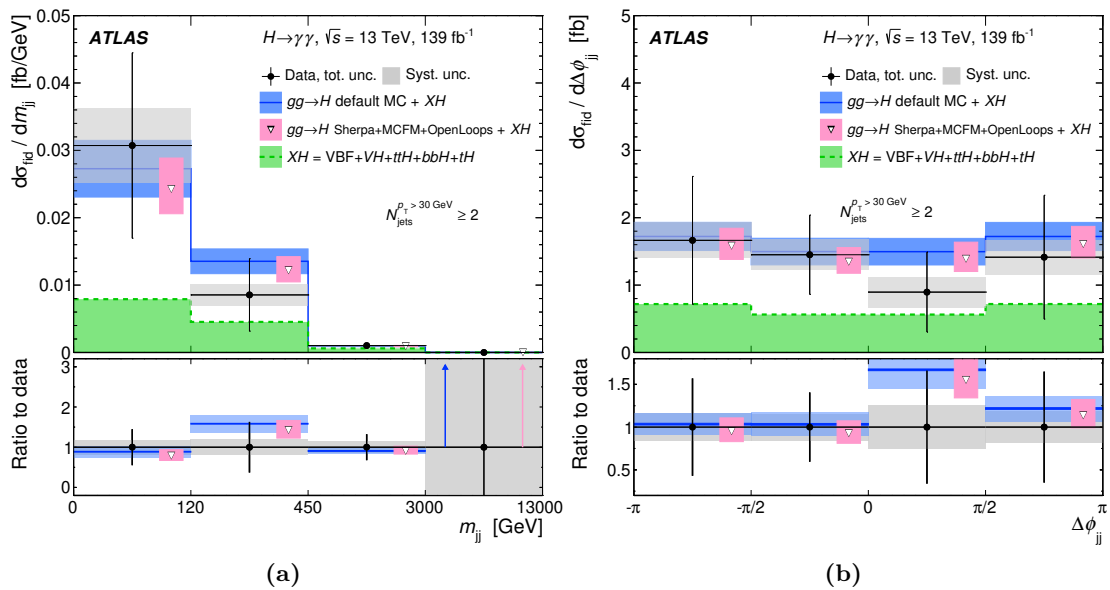 dσ_fid / dm_jj [fb/GeV]
0.05
0.04
0.03
0.02
0.01
0
ATLAS
H→γγ, √s = 13 TeV, 139 fb⁻¹
Data, tot. unc. Syst. unc.
gg→H default MC + XH
gg→H Sherpa+MCFM+OpenLoops + XH
XH = VBF+VH+ttH+bbH+tH
N_jets^{p_T > 30 GeV} ≥ 2
Ratio to data
3
2
1
0
0 120 450 3000 13000
m_jj [GeV]
(a)
dσ_fid / dΔφ_jj [fb]
5
4
3
2
1
0
ATLAS
H→γγ, √s = 13 TeV, 139 fb⁻¹
Data, tot. unc. Syst. unc.
gg→H default MC + XH
gg→H Sherpa+MCFM+OpenLoops + XH
XH = VBF+VH+ttH+bbH+tH
N_jets^{p_T > 30 GeV} ≥ 2
Ratio to data
1.5
1
0.5
-π -π/2 0 π/2 π
Δφ_jj
(b)